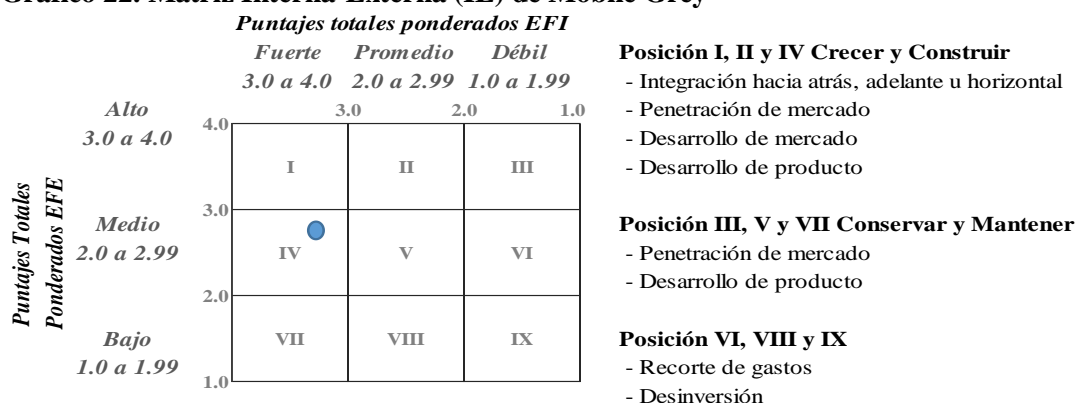 Gráfico 22. Matriz Interna-Externa (IE) de Mobile Grey
Puntajes totales ponderados EFI
Fuerte Promedio Débil
3.0 a 4.0 2.0 a 2.99 1.0 a 1.99
3.0 2.0 1.0
Alto
3.0 a 4.0
4.0
I II III
3.0
Puntajes Totales
Ponderados EFE
Medio
2.0 a 2.99
IV V VI
2.0
Bajo
1.0 a 1.99
VII VIII IX
1.0
Posición I, II y IV Crecer y Construir
- Integración hacia atrás, adelante u horizontal
- Penetración de mercado
- Desarrollo de mercado
- Desarrollo de producto
Posición III, V y VII Conservar y Mantener
- Penetración de mercado
- Desarrollo de producto
Posición VI, VIII y IX
- Recorte de gastos
- Desinversión